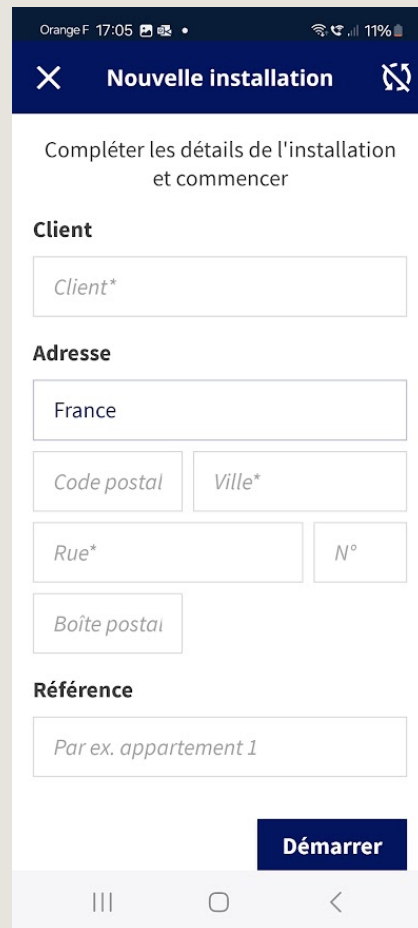 Orange F 17:05 11%
Nouvelle installation
Compléter les détails de l'installation
et commencer
Client
Client*
Adresse
France
Code postal Ville*
Rue* N°
Boîte postal
Référence
Par ex. appartement 1
Démarrer